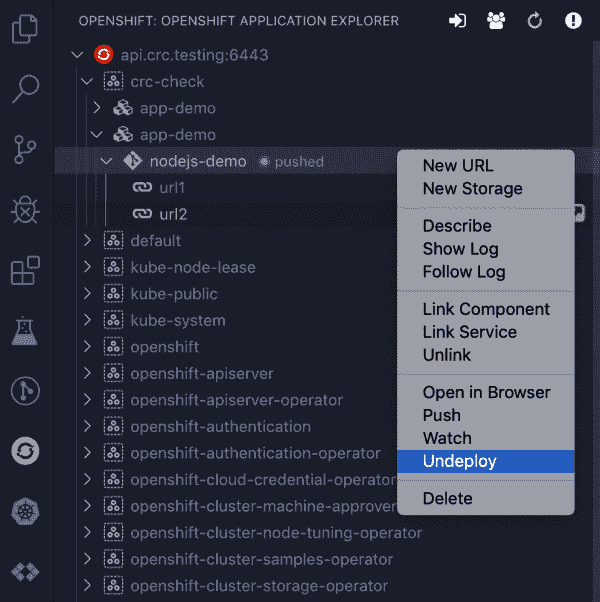 OPENSHIFT: OPENSHIFT APPLICATION EXPLORER
api.crc.testing:6443
crc-check
app-demo
app-demo
nodejs-demo pushed
url1
url2
default
kube-node-lease
kube-public
kube-system
openshift
openshift-apiserver
openshift-apiserver-operator
openshift-authentication
openshift-authentication-operator
openshift-cloud-credential-operator
openshift-cluster-machine-approver
openshift-cluster-node-tuning-operator
openshift-cluster-samples-operator
openshift-cluster-storage-operator
New URL
New Storage
Describe
Show Log
Follow Log
Link Component
Link Service
Unlink
Open in Browser
Push
Watch
Undeploy
Delete